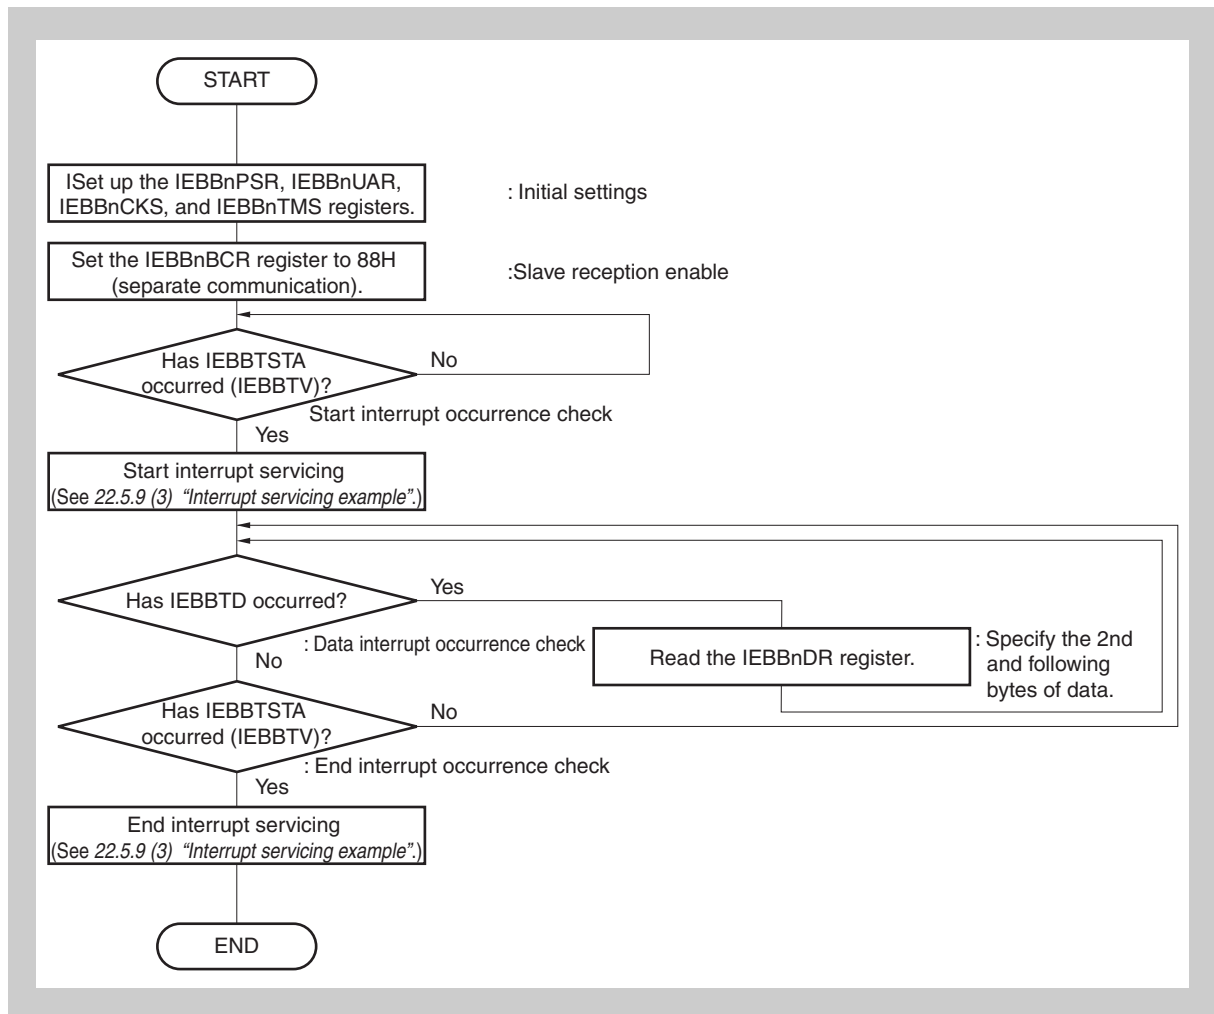 START
ISet up the IEBBnPSR, IEBBnUAR,
IEBBnCKS, and IEBBnTMS registers.
: Initial settings
Set the IEBBnBCR register to 88H
(separate communication).
:Slave reception enable
Has IEBBTSTA
occurred (IEBBTV)?
No
Start interrupt occurrence check
Yes
Start interrupt servicing
(See 22.5.9 (3) “Interrupt servicing example”.)
Has IEBBTD occurred?
Yes
: Data interrupt occurrence check
No
Read the IEBBnDR register.
: Specify the 2nd
and following
bytes of data.
Has IEBBTSTA
occurred (IEBBTV)?
No
: End interrupt occurrence check
Yes
End interrupt servicing
(See 22.5.9 (3) “Interrupt servicing example”.)
END